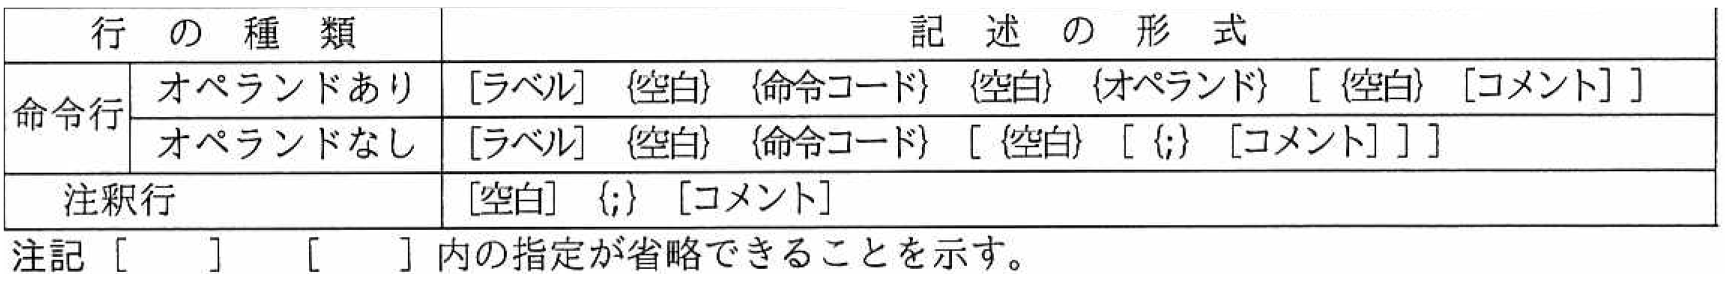 行の種類 記述の形式
命令行 オペランドあり [ラベル] {空白} {命令コード} {空白} {オペランド} [ {空白} [コメント] ]
オペランドなし [ラベル] {空白} {命令コード} [ {空白} [ {;} [コメント] ] ]
注釈行 [空白] {;} [コメント]
注記 [ ] [ ] 内の指定が省略できることを示す。